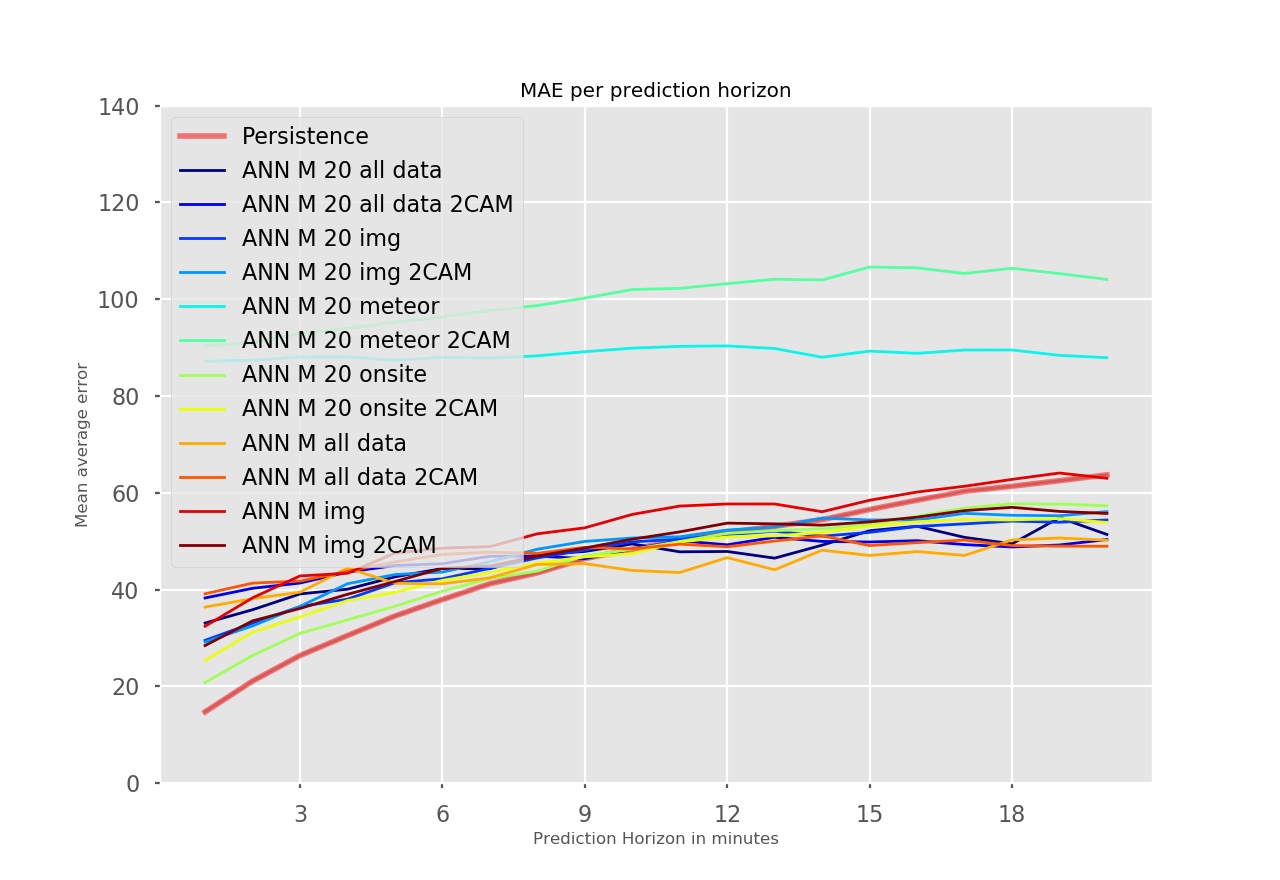 MAE per prediction horizon
140
120
100
80
60
40
20
0
Mean average error
Persistence
ANN M 20 all data
ANN M 20 all data 2CAM
ANN M 20 img
ANN M 20 img 2CAM
ANN M 20 meteor
ANN M 20 meteor 2CAM
ANN M 20 onsite
ANN M 20 onsite 2CAM
ANN M all data
ANN M all data 2CAM
ANN M img
ANN M img 2CAM
3 6 9 12 15 18
Prediction Horizon in minutes